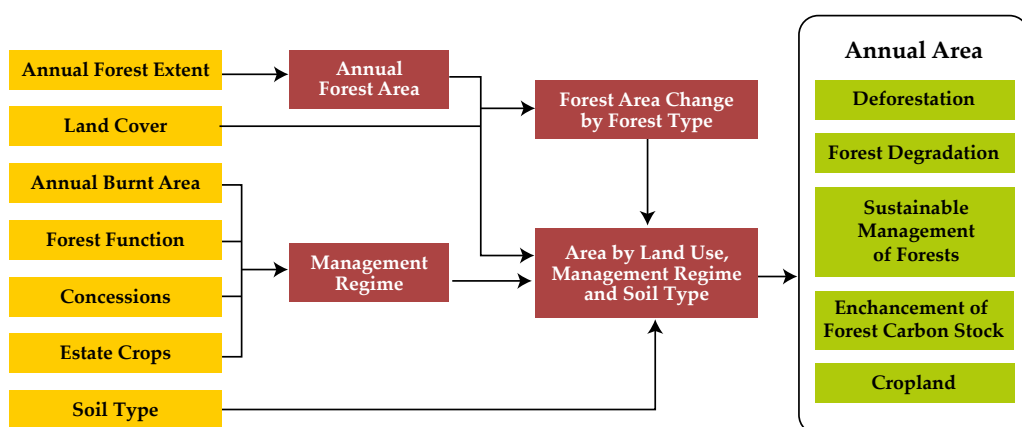 Annual Forest Extent
Land Cover
Annual Burnt Area
Forest Function
Concessions
Estate Crops
Soil Type
Annual
Forest Area
Management
Regime
Forest Area Change
by Forest Type
Area by Land Use,
Management Regime
and Soil Type
Annual Area
Deforestation
Forest Degradation
Sustainable
Management
of Forests
Enchancement of
Forest Carbon Stock
Cropland